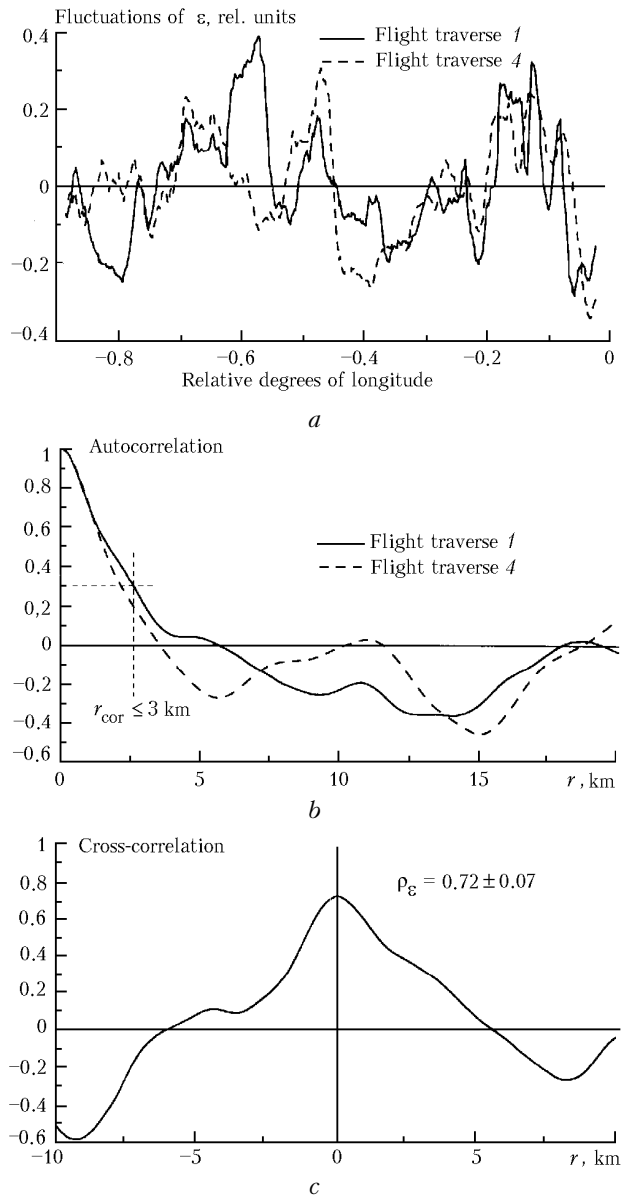 Fluctuations of ε, rel. units
Flight traverse 1
Flight traverse 4
0.4
0.2
0
−0.2
−0.4
−0.8
−0.6
−0.4
−0.2
0
Relative degrees of longitude
a
Autocorrelation
1
0.8
0.6
0.4
0,2
0
−0.2
−0.4
−0.6
Flight traverse 1
Flight traverse 4
r_cor ≤ 3 km
0
5
10
15
r, km
b
Cross-correlation
1
0.8
0.6
0.4
0.2
0
−0.2
−0.4
−0.6
ρ_ε = 0.72 ± 0.07
−10
−5
0
5
r, km
c